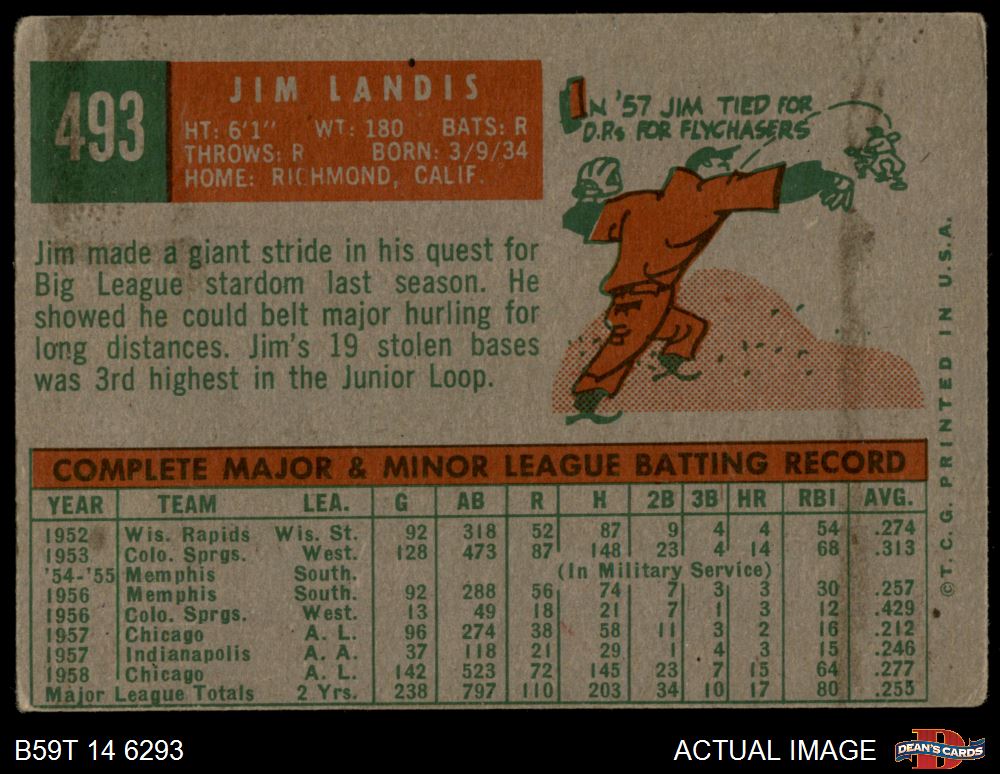 493
JIM LANDIS
HT: 6'1" WT: 180 BATS: R
THROWS: R BORN: 3/9/34
HOME: RICHMOND, CALIF.
IN '57 JIM TIED FOR
D.P.s FOR FLYCHASERS
Jim made a giant stride in his quest for
Big League stardom last season. He
showed he could belt major hurling for
long distances. Jim's 19 stolen bases
was 3rd highest in the Junior Loop.
COMPLETE MAJOR & MINOR LEAGUE BATTING RECORD
YEAR TEAM LEA. G AB R H 2B 3B HR RBI AVG.
1952 Wis. Rapids Wis. St. 92 318 52 87 9 4 4 54 .274
1953 Colo. Sprgs. West. 128 473 87 148 23 4 14 68 .313
'54-'55 Memphis South. (In Military Service)
1956 Memphis South. 92 288 56 74 7 3 3 30 .257
1956 Colo. Sprgs. West. 13 49 18 21 7 1 3 12 .429
1957 Chicago A. L. 96 274 38 58 11 3 2 16 .212
1957 Indianapolis A. A. 37 118 21 29 1 4 3 15 .246
1958 Chicago A. L. 142 523 72 145 23 7 15 64 .277
Major League Totals 2 Yrs. 238 797 110 203 34 10 17 80 .255
©T. C. G. PRINTED IN U.S.A.
B59T 14 6293
ACTUAL IMAGE
D
DEAN'S CARDS